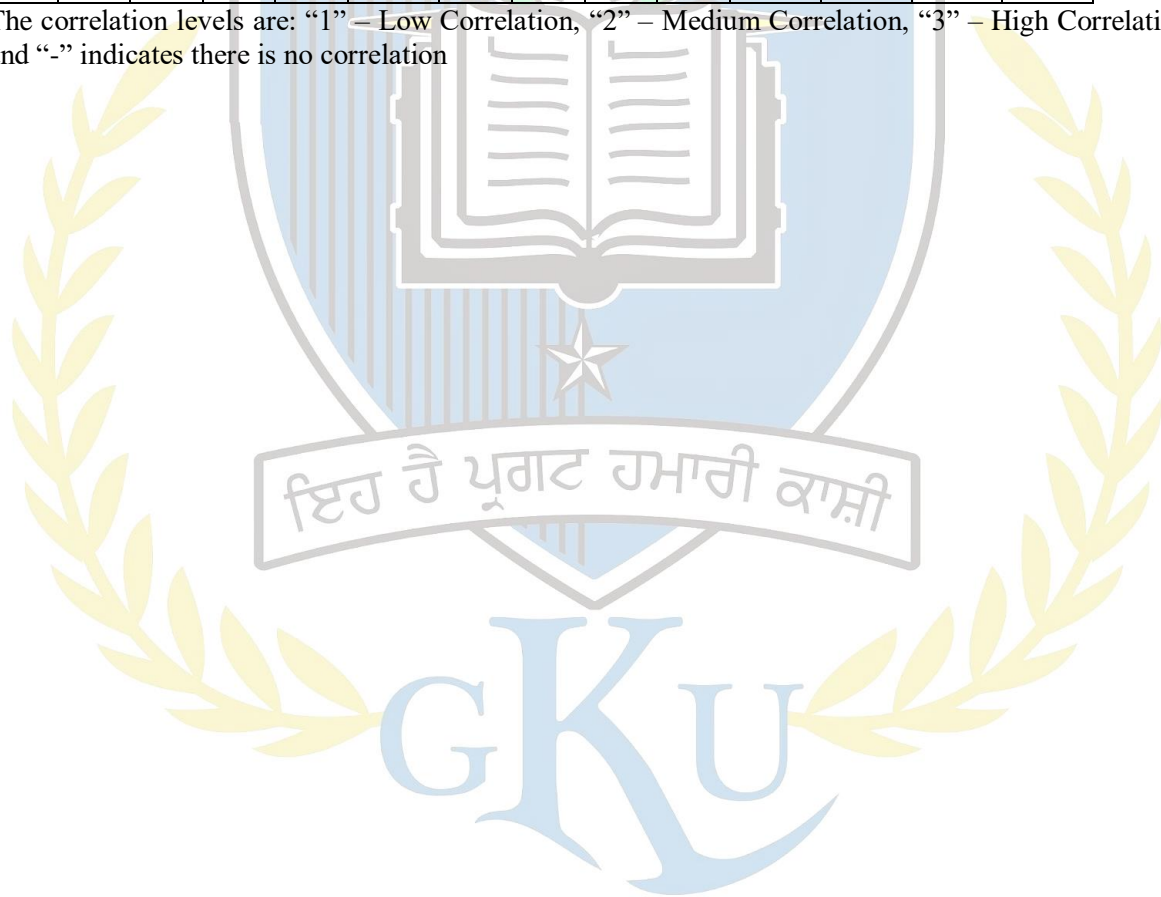 The correlation levels are: “1” – Low Correlation, “2” – Medium Correlation, “3” – High Correlati
nd “-” indicates there is no correlation
ਇਹ ਹੈ ਪ੍ਰਗਟ ਹਮਾਰੀ ਕਾਸ਼ੀ
GKU